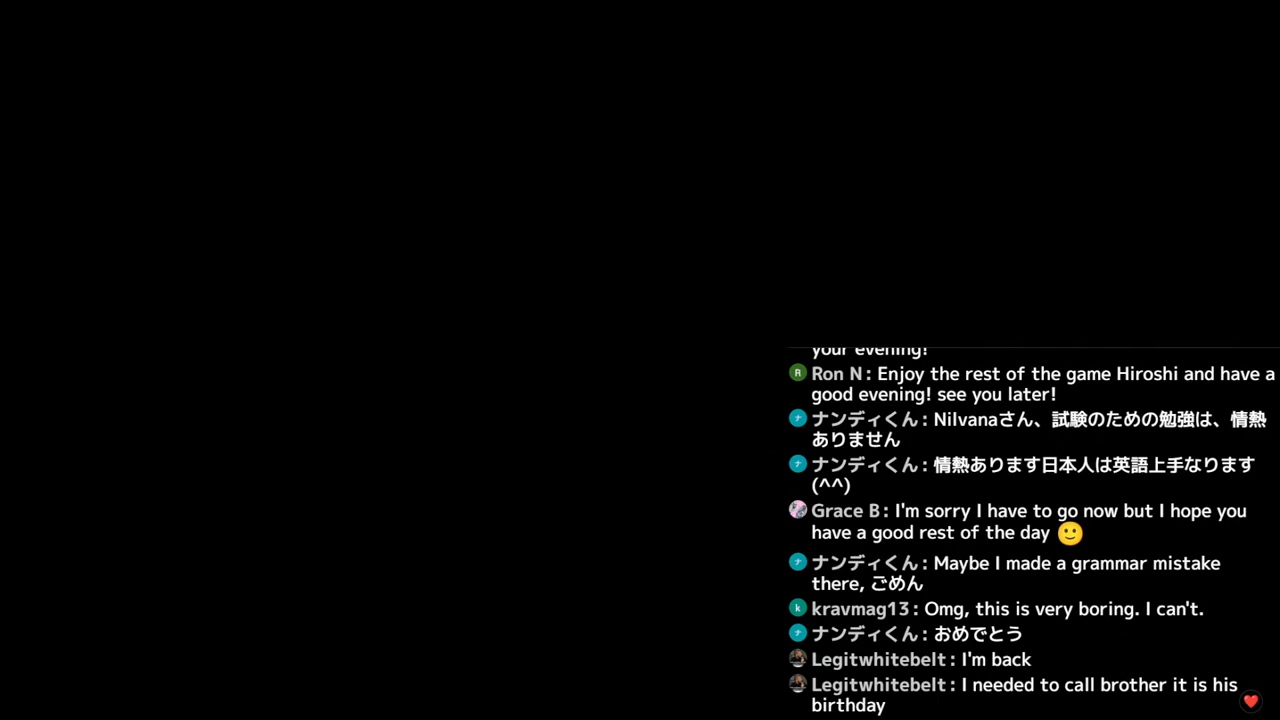 your evening!
R Ron N: Enjoy the rest of the game Hiroshi and have a
good evening! see you later!
ナ ナンディくん: Nilvanaさん、試験のための勉強は、情熱
ありません
ナ ナンディくん: 情熱あります日本人は英語上手なります
(^^)
Grace B: I'm sorry I have to go now but I hope you
have a good rest of the day 🙂
ナ ナンディくん: Maybe I made a grammar mistake
there, ごめん
k kravmag13: Omg, this is very boring. I can't.
ナ ナンディくん: おめでとう
Legitwhitebelt: I'm back
Legitwhitebelt: I needed to call brother it is his
birthday